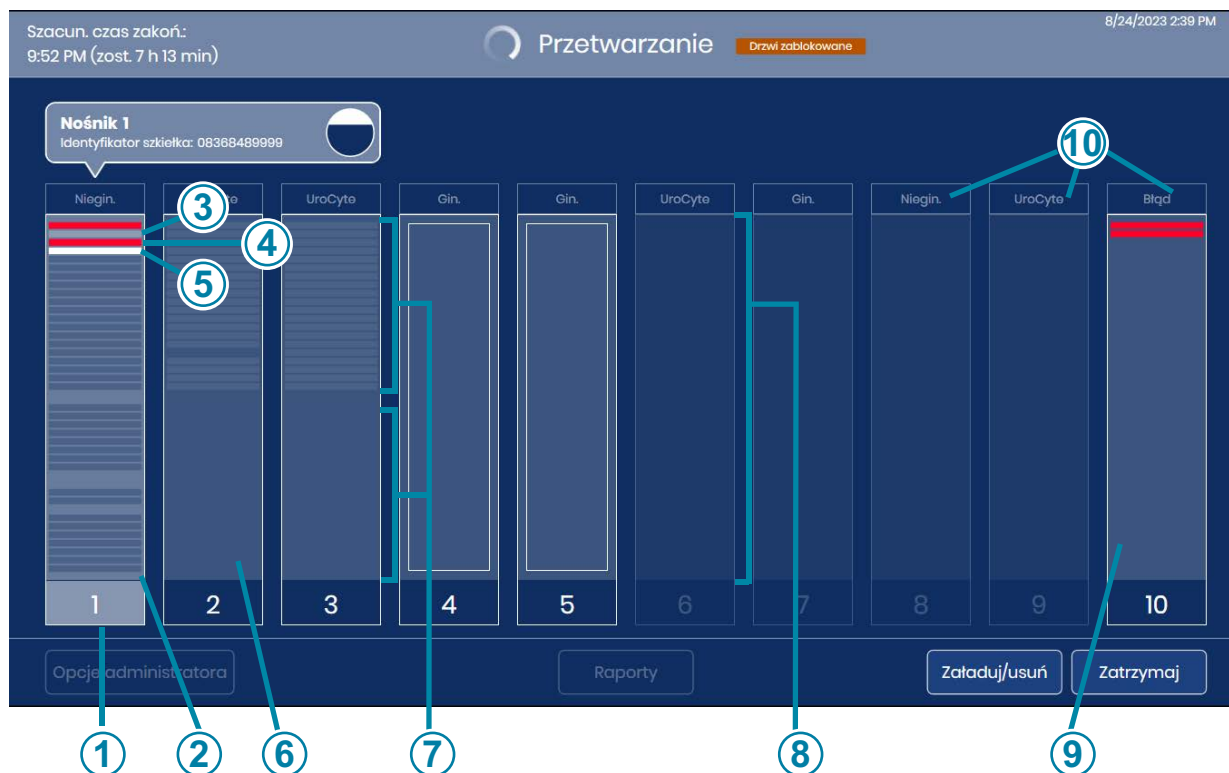 Szacun. czas zakoń.:
9:52 PM (zost. 7 h 13 min)
Przetwarzanie
Drzwi zablokowane
8/24/2023 2:39 PM
Nośnik 1
Identyfikator szkiełka: 08368489999
10
Niegin.
UroCyte
Gin.
Gin.
UroCyte
Gin.
Niegin.
UroCyte
Błąd
3
4
5
1
2
3
4
5
6
7
8
9
10
Opcje administratora
Raporty
Załaduj/usuń
Zatrzymaj
1
2
6
7
8
9